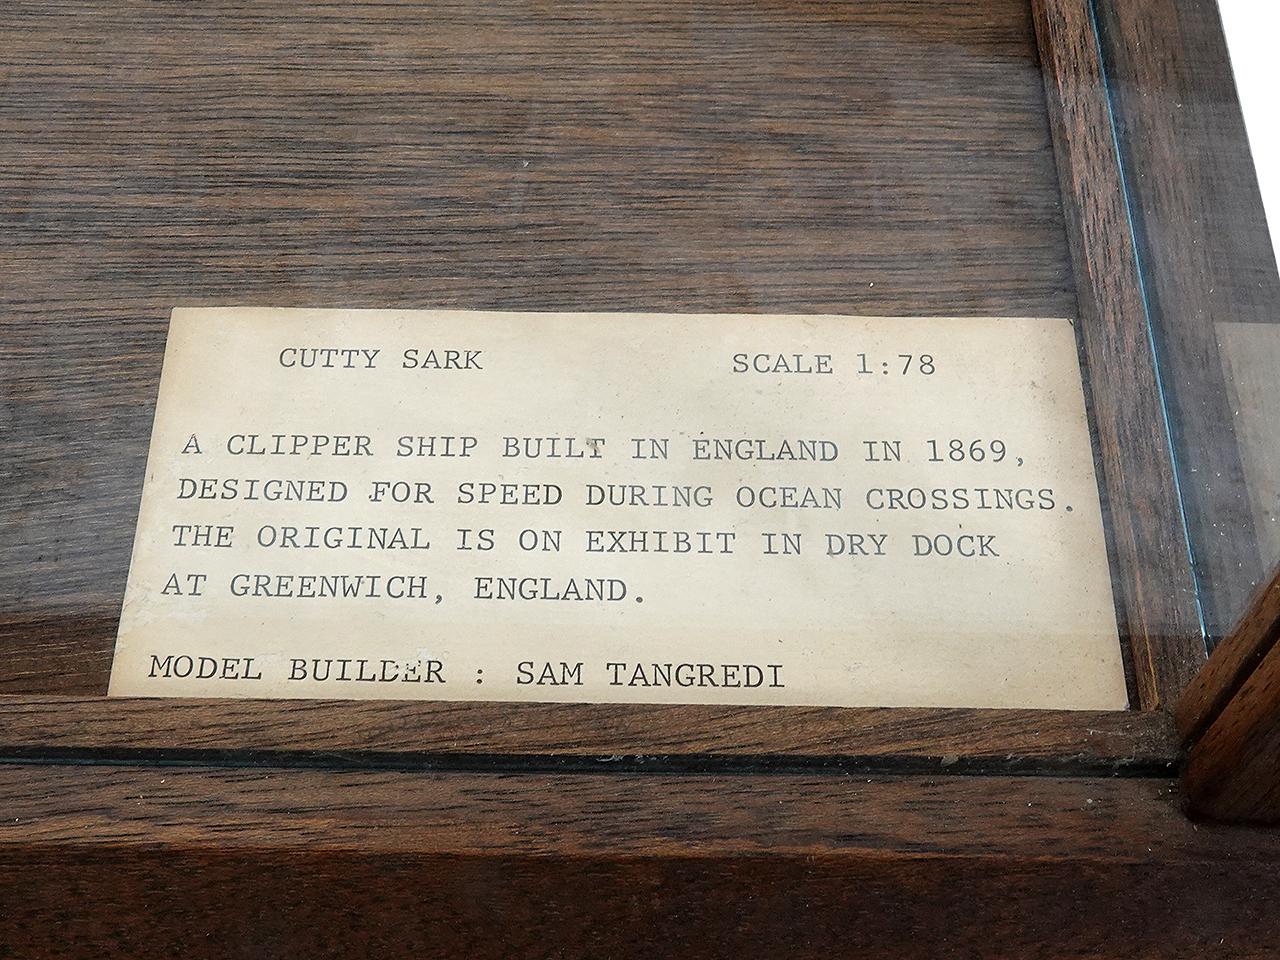 CUTTY SARK SCALE 1:78
A CLIPPER SHIP BUILT IN ENGLAND IN 1869,
DESIGNED FOR SPEED DURING OCEAN CROSSINGS.
THE ORIGINAL IS ON EXHIBIT IN DRY DOCK
AT GREENWICH, ENGLAND.
MODEL BUILDER : SAM TANGREDI